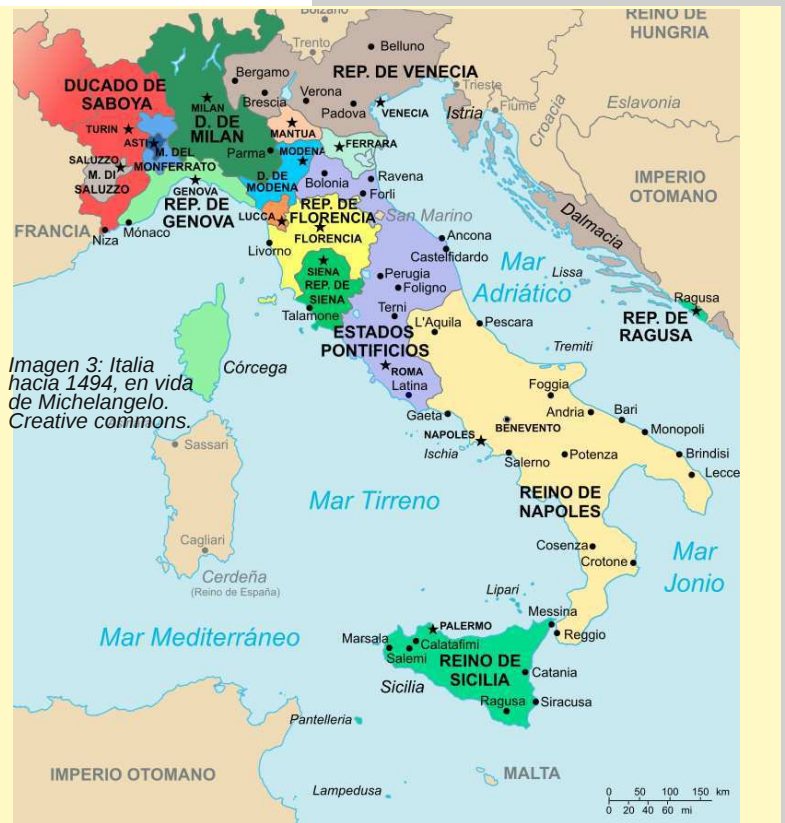 Bolzano
REINO DE
HUNGRIA
Trento
Belluno
Bergamo
REP. DE VENECIA
DUCADO DE
SABOYA
Brescia
Verona
Padova
VENECIA
Trieste
Istria
Fiume
Croacia
Eslavonia
MILAN
D. DE
MILAN
TURIN
ASTI
MANTUA
FERRARA
MODENA
Parma
SALUZZO
M. DI
SALUZZO
M. DEL
MONFERRATO
D. DE
MODENA
Bolonia
Ravena
Forli
IMPERIO
OTOMANO
GENOVA
REP. DE
GENOVA
LUCCA
REP. DE
FLORENCIA
FLORENCIA
San Marino
Dalmacia
FRANCIA
Niza
Mónaco
Livorno
Ancona
Castelfidardo
Mar
Adriático
Lissa
SIENA
REP. DE
SIENA
Perugia
Foligno
Terni
Talamone
Ragusa
REP. DE
RAGUSA
ESTADOS
PONTIFICIOS
L'Aquila
Pescara
Tremiti
Imagen 3: Italia
hacia 1494, en vida
de Michelangelo.
Creative commons.
Córcega
ROMA
Latina
Gaeta
Foggia
Andria
Bari
Monopoli
BENEVENTO
NAPOLES
Ischia
Salerno
Potenza
Brindisi
Lecce
Sassari
Mar Tirreno
REINO DE
NAPOLES
Cagliari
Cerdeña
(Reino de España)
Cosenza
Crotone
Mar
Jonio
Lipari
Mar Mediterráneo
Messina
Reggio
PALERMO
Marsala
Calatafimi
Salemi
REINO DE
SICILIA
Catania
Sicilia
Ragusa
Siracusa
Pantelleria
IMPERIO OTOMANO
MALTA
Lampedusa
0 50 100 150 km
0 20 40 60 mi